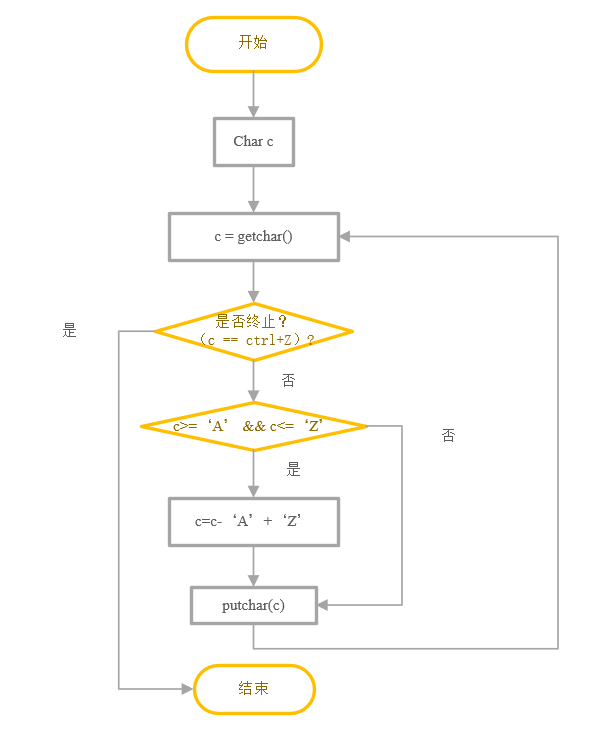 开始
Char c
c = getchar()
是否终止?
（c == ctrl+Z）?
是
否
c>=‘A’ && c<=‘Z’
否
是
c=c-‘A’+‘Z’
putchar(c)
结束